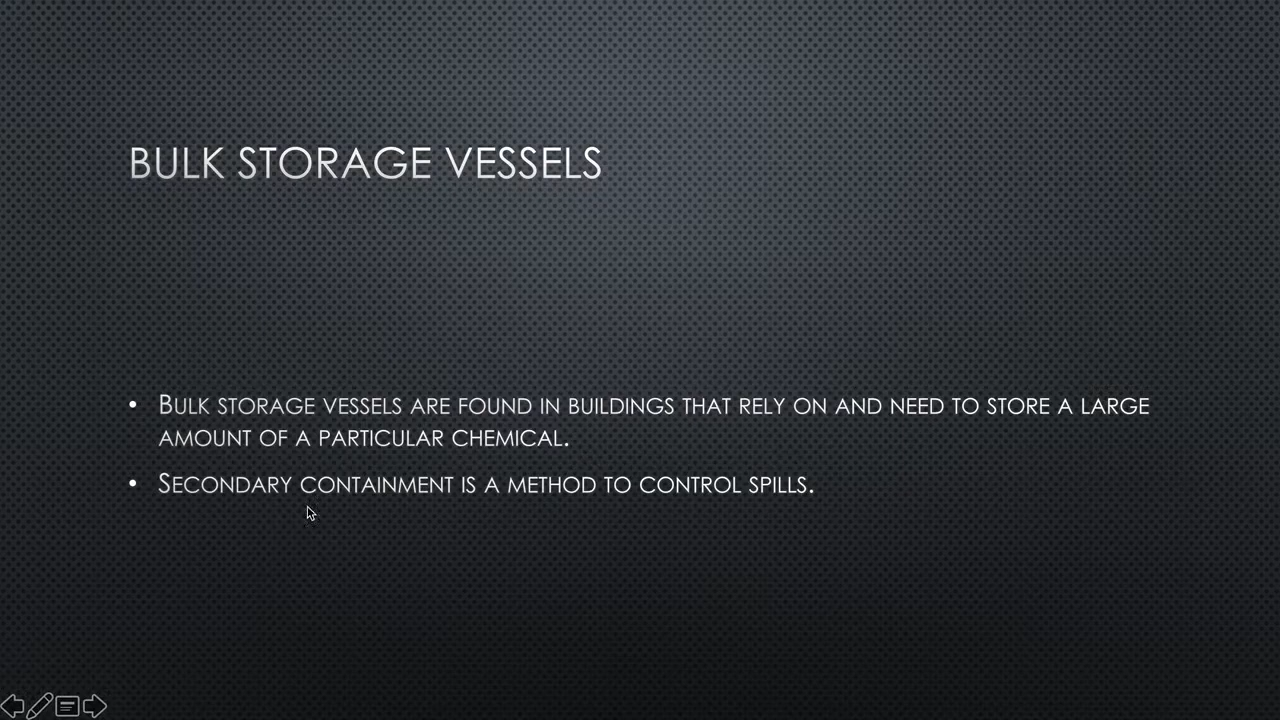 BULK STORAGE VESSELS
• BULK STORAGE VESSELS ARE FOUND IN BUILDINGS THAT RELY ON AND NEED TO STORE A LARGE
AMOUNT OF A PARTICULAR CHEMICAL.
• SECONDARY CONTAINMENT IS A METHOD TO CONTROL SPILLS.